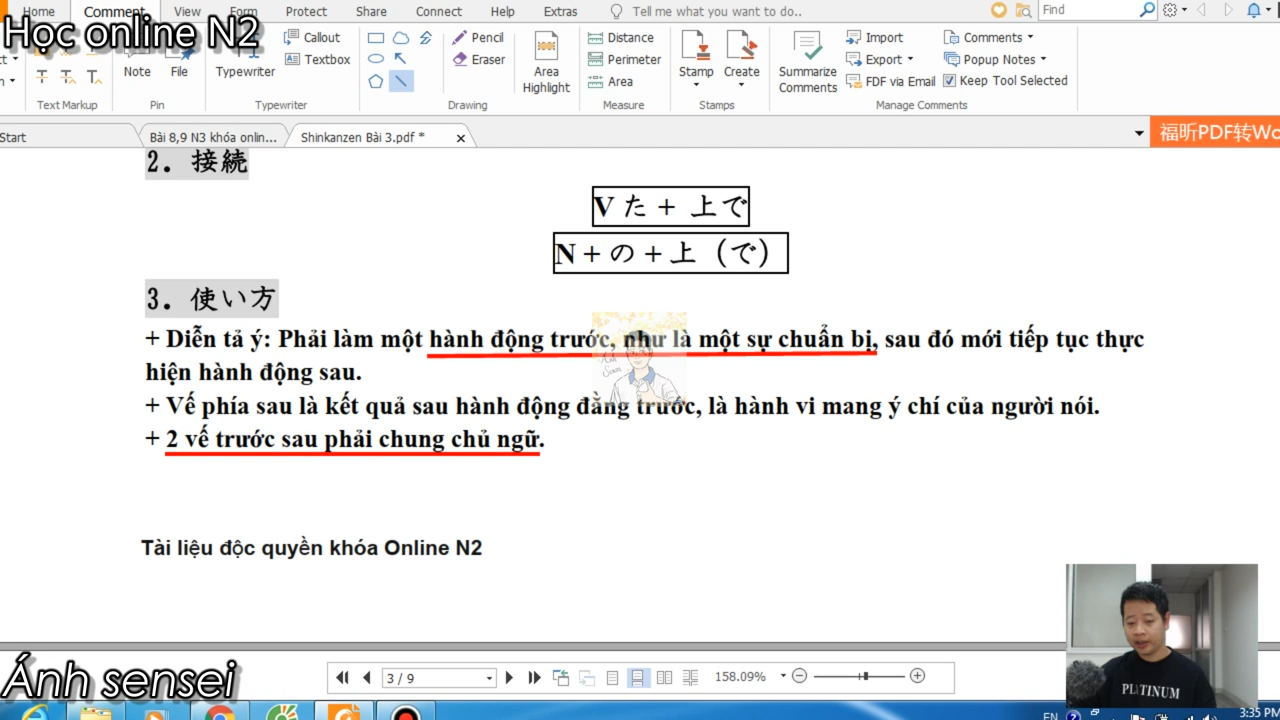 Home Comment View Form Protect Share Connect Help Extras Tell me what you want to do.. Find
Học online N2
Note File Typewriter
Callout
Textbox
Pencil
Eraser
Area Highlight
Distance
Perimeter
Area
Stamp Create
Summarize Comments
Import
Export
FDF via Email
Comments
Popup Notes
Keep Tool Selected
Text Markup Pin Typewriter Drawing Measure Stamps Manage Comments
Start Bài 8,9 N3 khóa onlin... Shinkanzen Bài 3.pdf * 福昕PDF转Wo
2. 接続
V た + 上で
N + の + 上（で）
3. 使い方
+ Diễn tả ý: Phải làm một hành động trước, như là một sự chuẩn bị, sau đó mới tiếp tục thực
hiện hành động sau.
+ Vế phía sau là kết quả sau hành động đằng trước, là hành vi mang ý chí của người nói.
+ 2 vế trước sau phải chung chủ ngữ.
Tài liệu độc quyền khóa Online N2
PLATINUM
Ánh sensei
3 / 9
158.09%
EN
3:35 PM